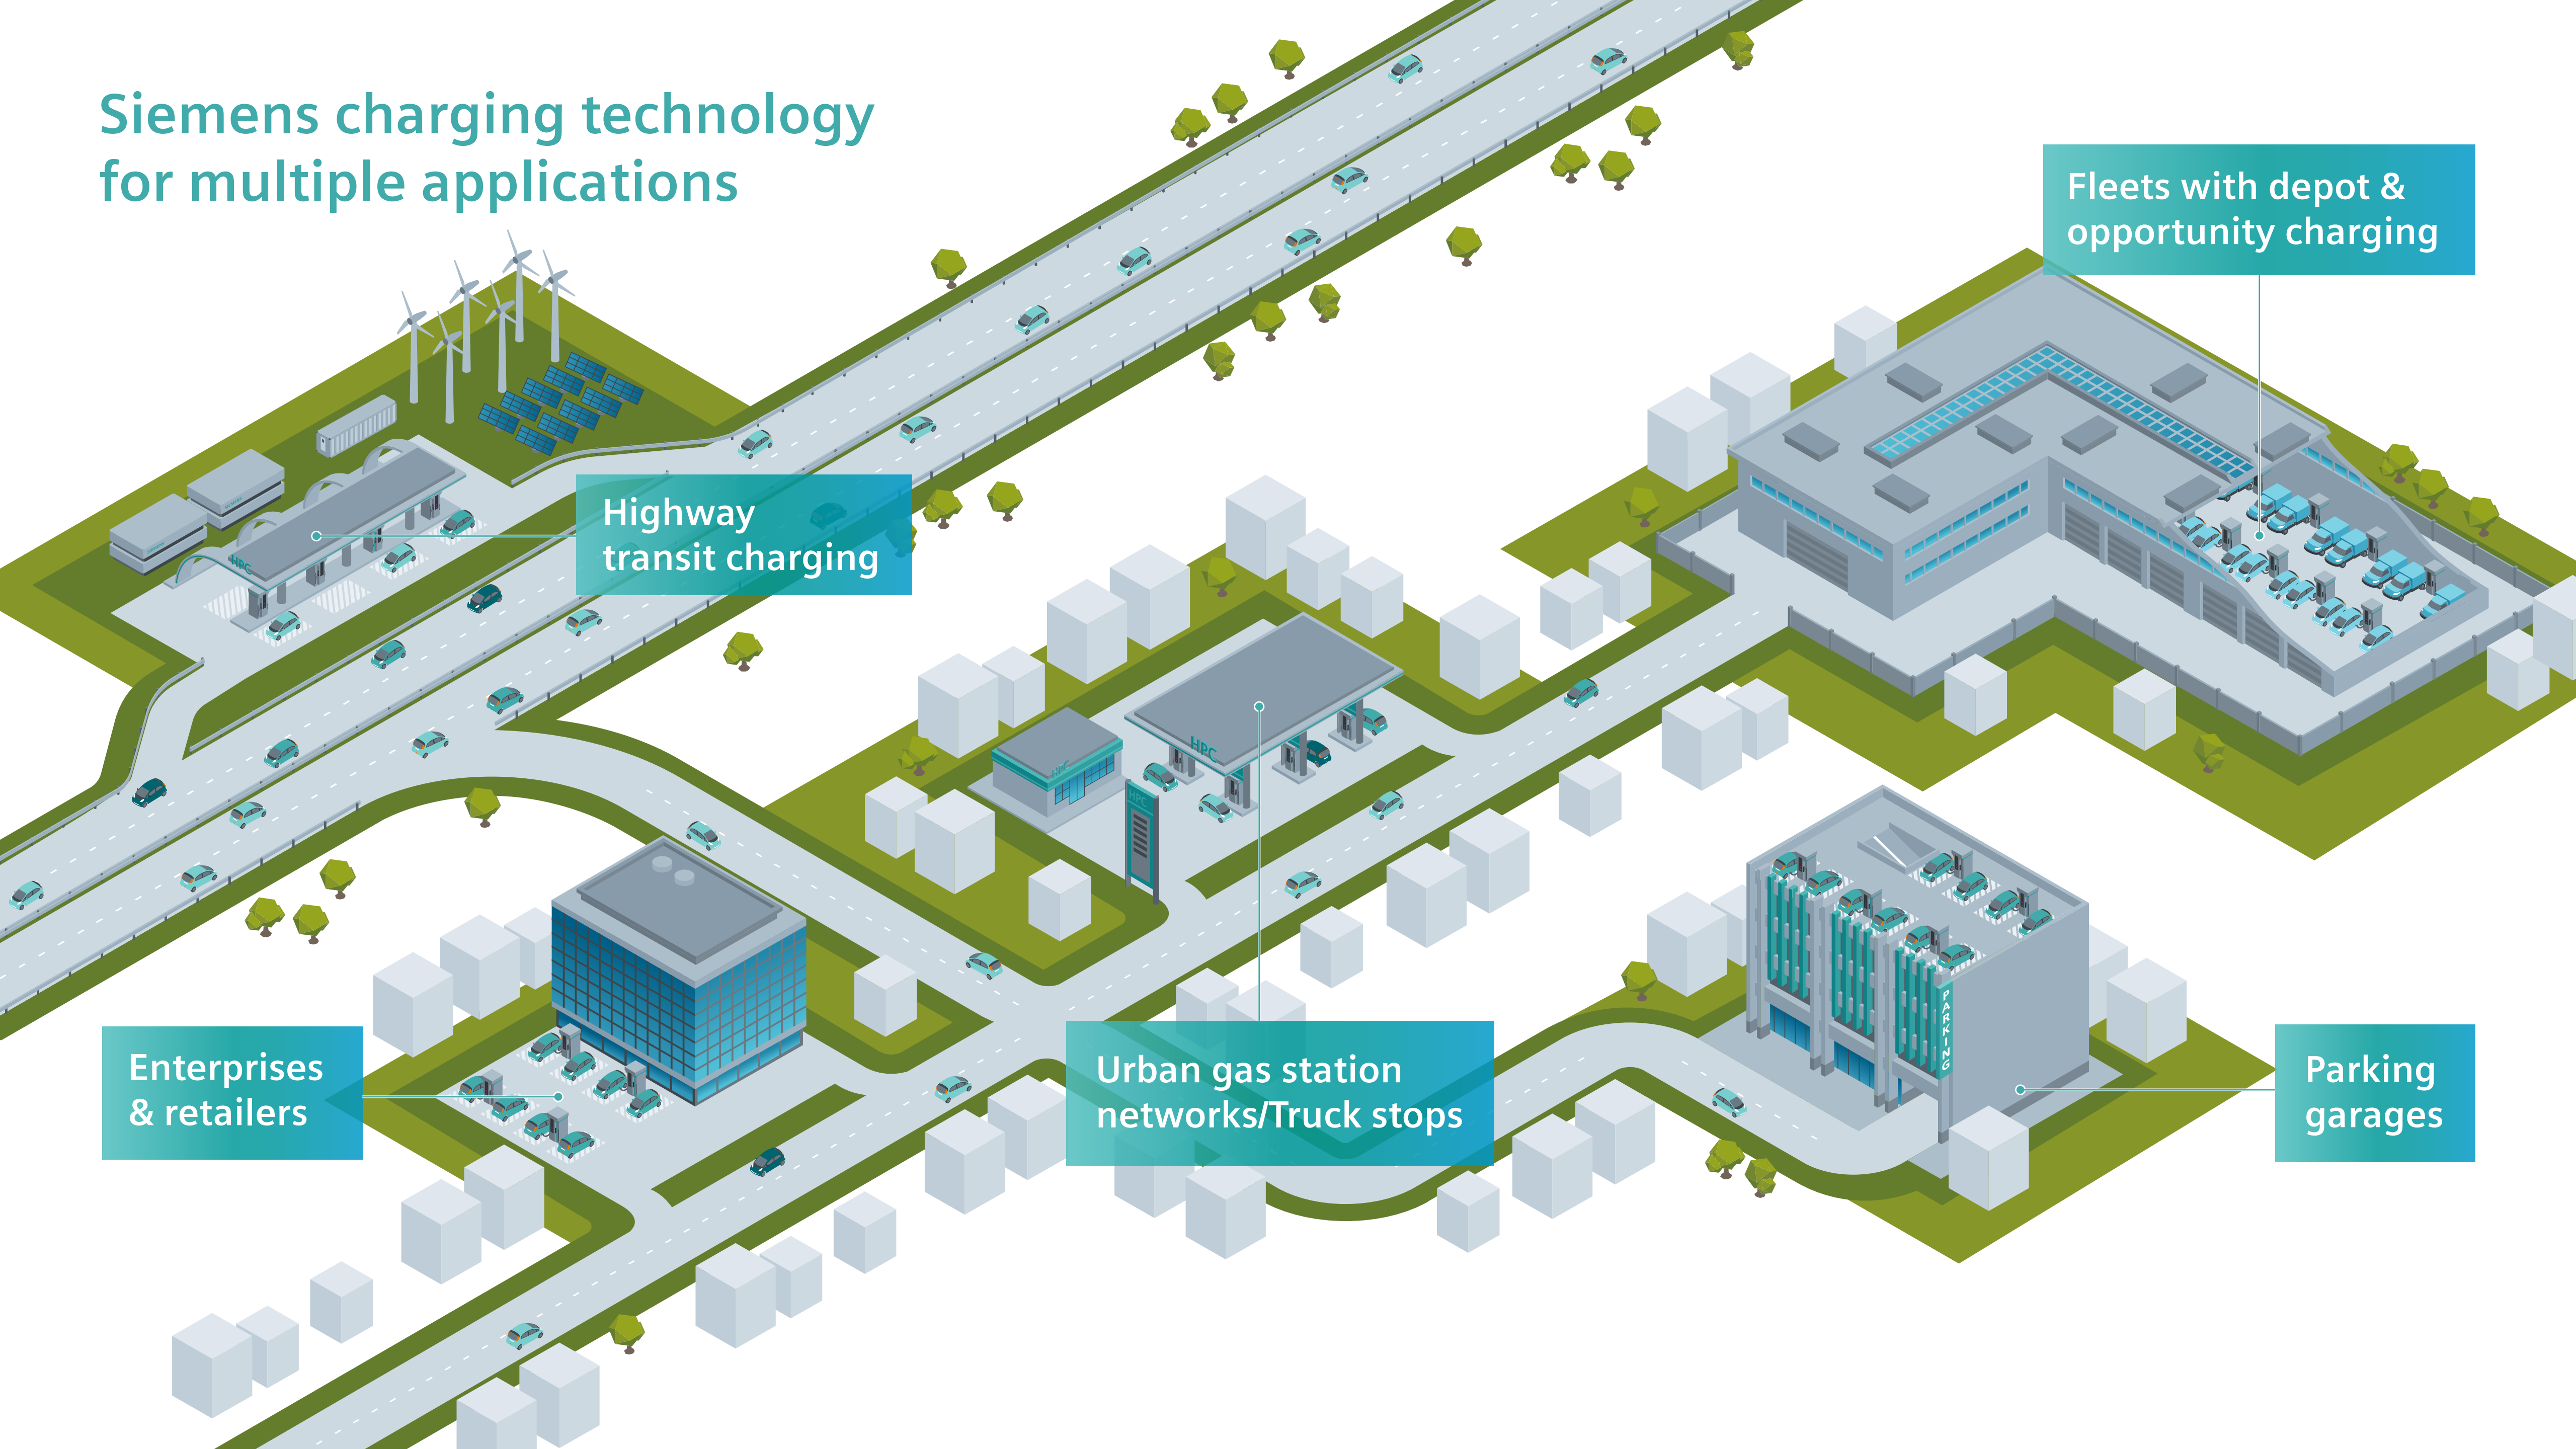 Siemens charging technology
for multiple applications
Fleets with depot &
opportunity charging
Highway
transit charging
HPC
HPC
HPC
HPC
Enterprises
& retailers
Urban gas station
networks/Truck stops
PARKING
Parking
garages